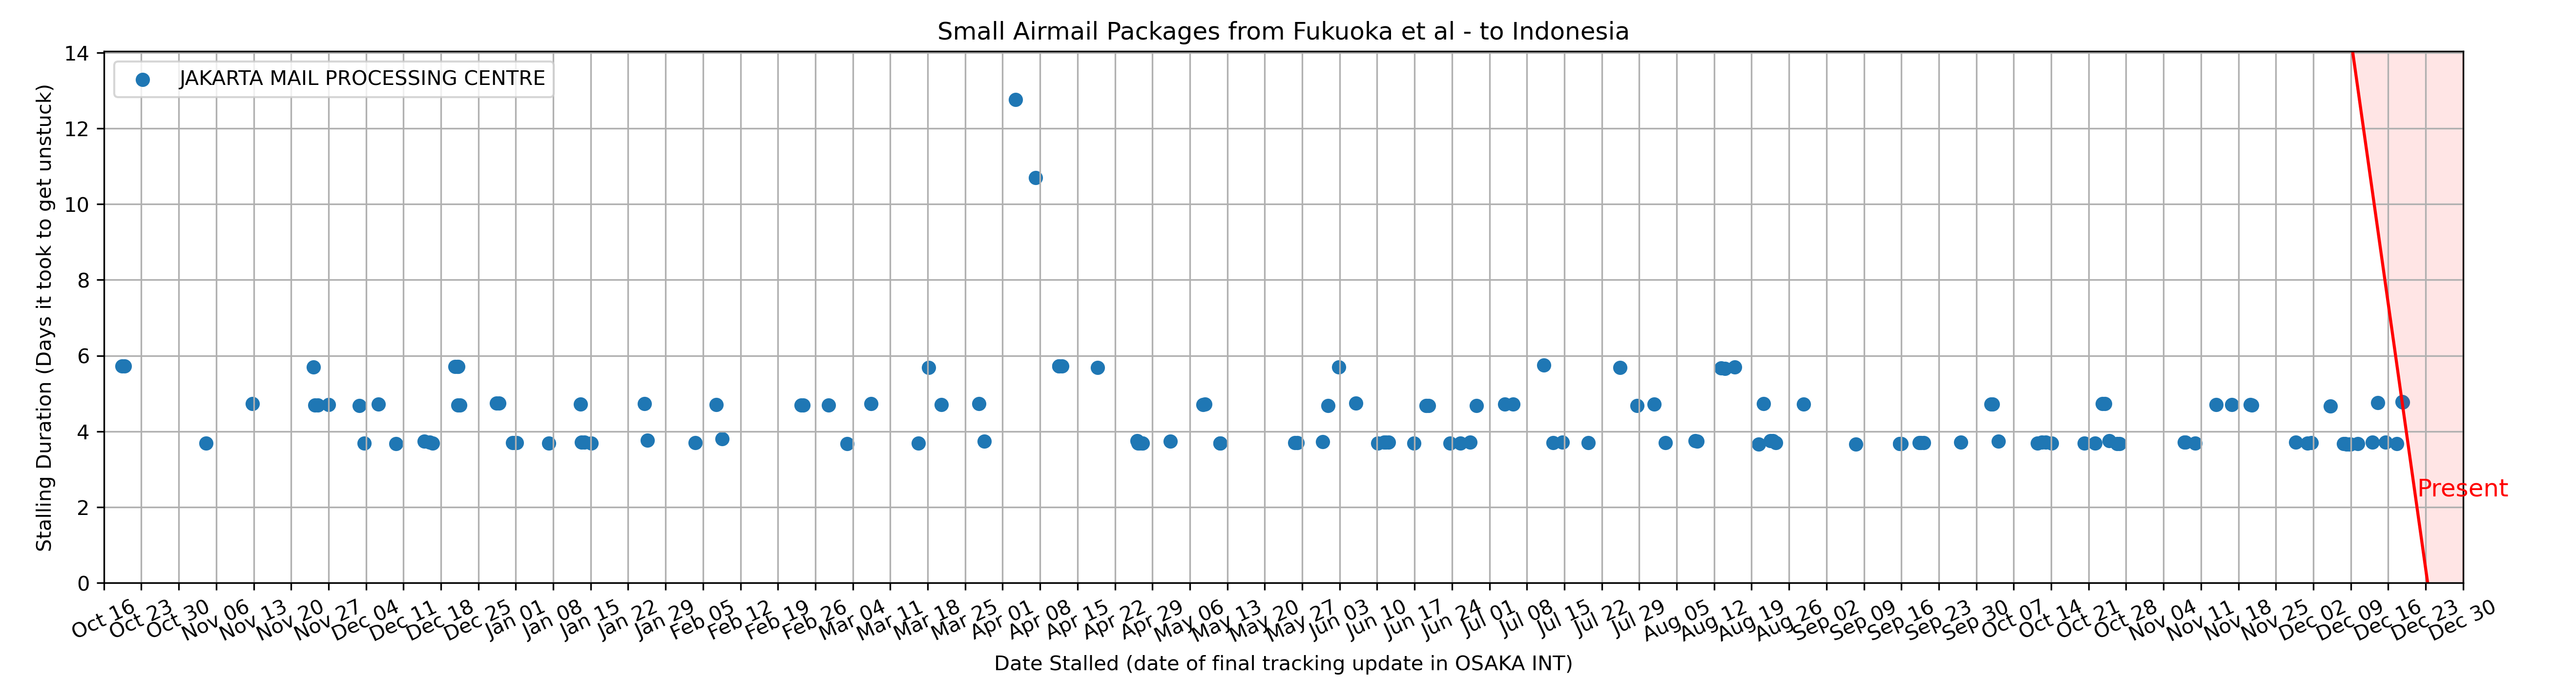 Small Airmail Packages from Fukuoka et al - to Indonesia
JAKARTA MAIL PROCESSING CENTRE
Stalling Duration (Days it took to get unstuck)
14
12
10
8
6
4
2
0
Present
Oct 16
Oct 23
Oct 30
Nov 06
Nov 13
Nov 20
Nov 27
Dec 04
Dec 11
Dec 18
Dec 25
Jan 01
Jan 08
Jan 15
Jan 22
Jan 29
Feb 05
Feb 12
Feb 19
Feb 26
Mar 04
Mar 11
Mar 18
Mar 25
Apr 01
Apr 08
Apr 15
Apr 22
Apr 29
May 06
May 13
May 20
May 27
Jun 03
Jun 10
Jun 17
Jun 24
Jul 01
Jul 08
Jul 15
Jul 22
Jul 29
Aug 05
Aug 12
Aug 19
Aug 26
Sep 02
Sep 09
Sep 16
Sep 23
Sep 30
Oct 07
Oct 14
Oct 21
Oct 28
Nov 04
Nov 11
Nov 18
Nov 25
Dec 02
Dec 09
Dec 16
Dec 23
Dec 30
Date Stalled (date of final tracking update in OSAKA INT)